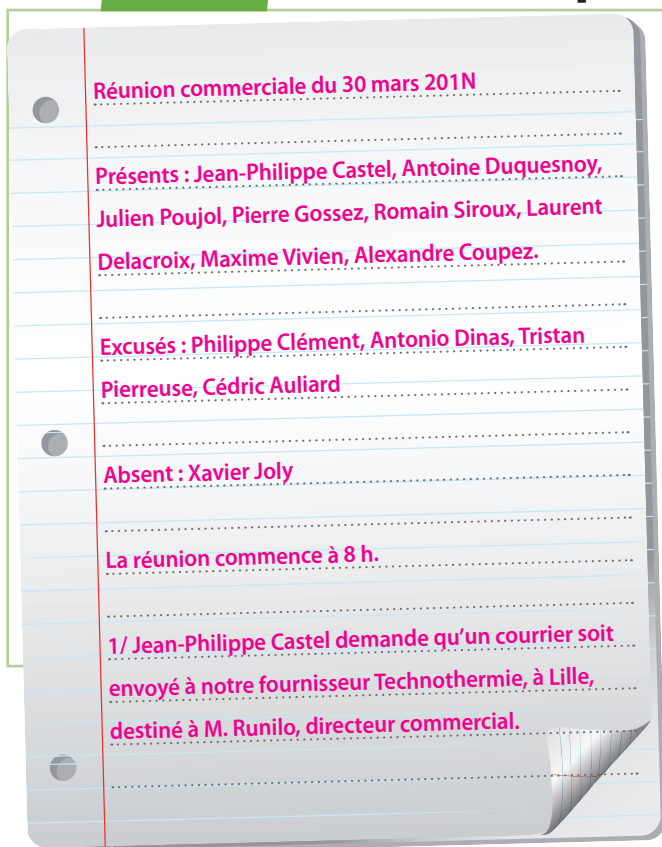 Réunion commerciale du 30 mars 201N
Présents : Jean-Philippe Castel, Antoine Duquesnoy,
Julien Poujol, Pierre Gossez, Romain Siroux, Laurent
Delacroix, Maxime Vivien, Alexandre Coupez.
Excusés : Philippe Clément, Antonio Dinas, Tristan
Pierreuse, Cédric Auliard
Absent : Xavier Joly
La réunion commence à 8 h.
1/ Jean-Philippe Castel demande qu'un courrier soit
envoyé à notre fournisseur Technothermie, à Lille,
destiné à M. Runilo, directeur commercial.